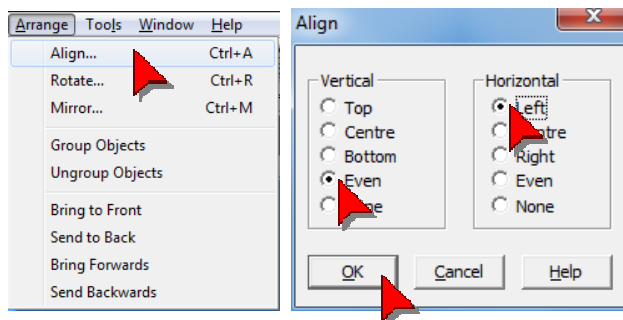 Arrange Tools Window Help
Align... Ctrl+A
Rotate... Ctrl+R
Mirror... Ctrl+M
Group Objects
Ungroup Objects
Bring to Front
Send to Back
Bring Forwards
Send Backwards
Align
Vertical
Top
Centre
Bottom
Even
Horizontal
Left
Right
Even
None
OK Cancel Help